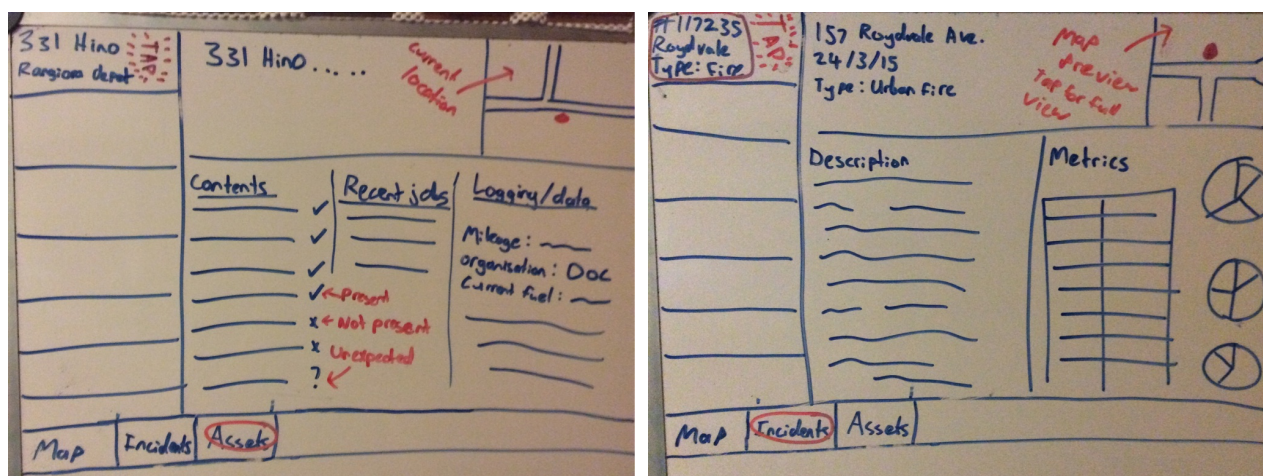 331 Hino
Rangiora depot
TAP
331 Hino.....
current
location
Contents
Recent jobs
Logging/data
Mileage:
organisation: DOC
Current fuel:
✓
✓
✓
✓ ← Present
x ← Not present
x
Unexpected
?
Map
Incidents
Assets
#117235
Roydvale
Type: Fire
TAP
157 Roydvale Ave.
24/3/15
Type: Urban fire
Map
Preview
Tap for full
view
Description
Metrics
Map
Incidents
Assets